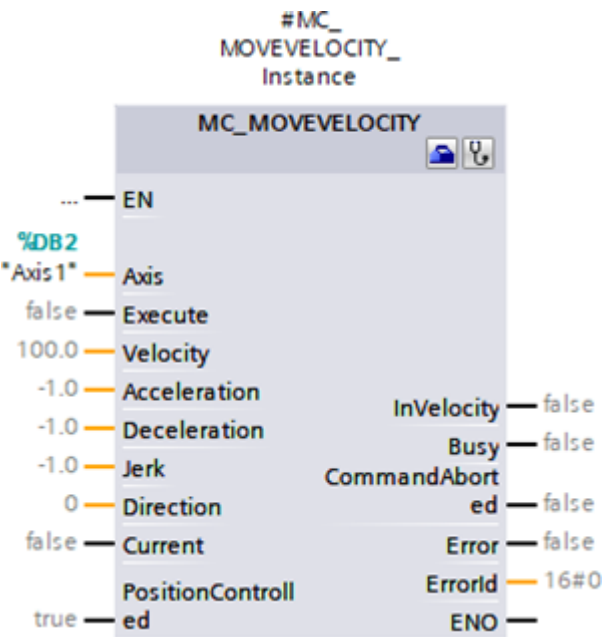 #MC_
MOVEVELOCITY_
Instance
MC_MOVEVELOCITY
... EN
%DB2
"Axis1" Axis
false Execute
100.0 Velocity
-1.0 Acceleration
InVelocity false
-1.0 Deceleration
Busy false
-1.0 Jerk
CommandAbort
0 Direction
ed false
false Current
Error false
PositionControll
ErrorId 16#0
true ed
ENO